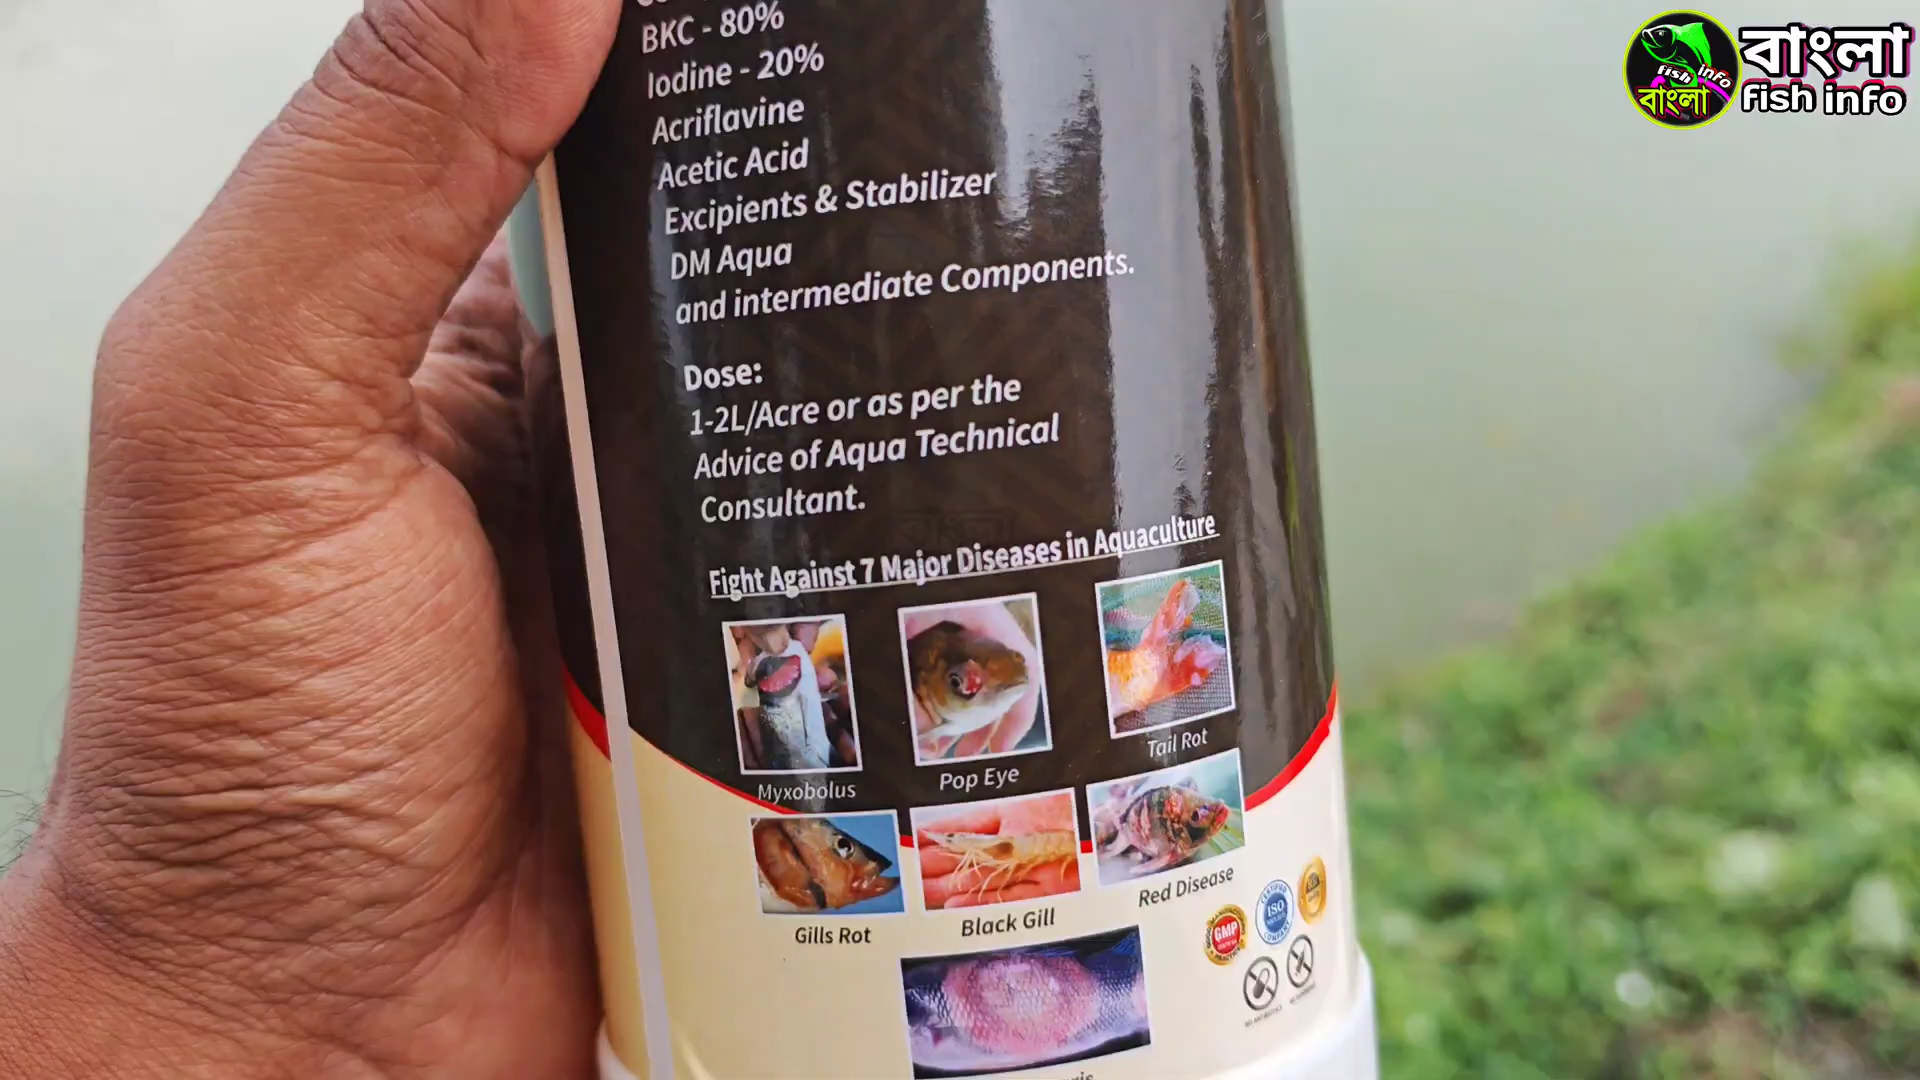 BKC - 80%
Iodine - 20%
Acriflavine
Acetic Acid
Excipients & Stabilizer
DM Aqua
and intermediate Components.
Dose:
1-2L/Acre or as per the
Advice of Aqua Technical
Consultant.
Fight Against 7 Major Diseases in Aquaculture
Myxobolus
Pop Eye
Tail Rot
Gills Rot
Black Gill
Red Disease
GMP
ISO
fish info
বাংলা
বাংলা
fish info